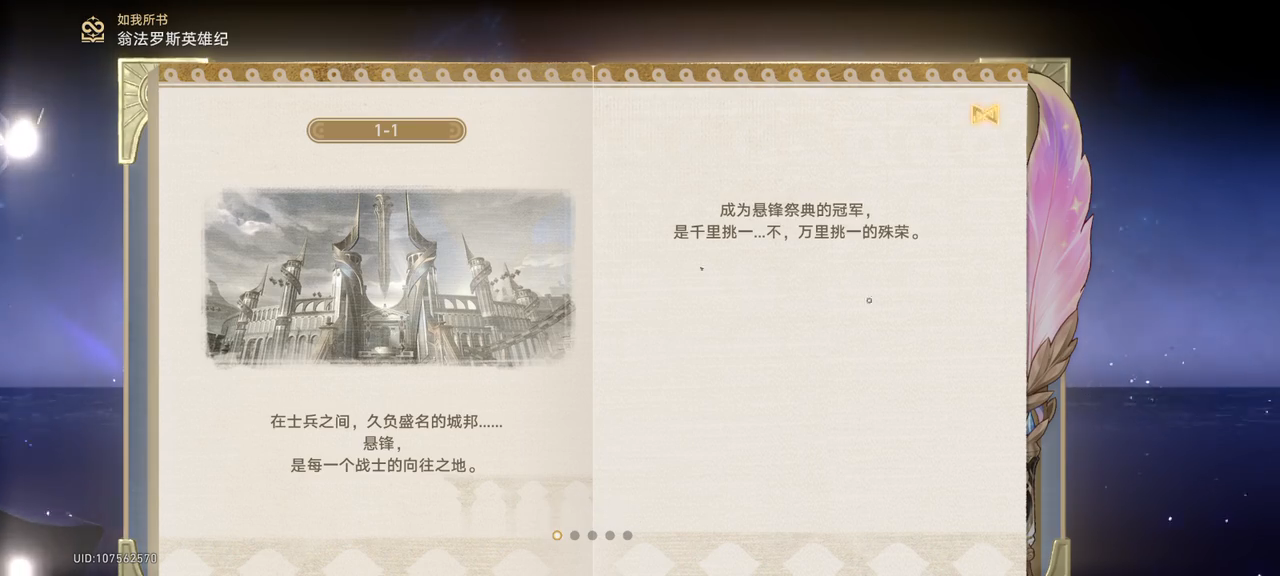 如我所书
翁法罗斯英雄纪
1-1
在士兵之间，久负盛名的城邦......
悬锋，
是每一个战士的向往之地。
成为悬锋祭典的冠军，
是千里挑一...不，万里挑一的殊荣。
UID:107562570